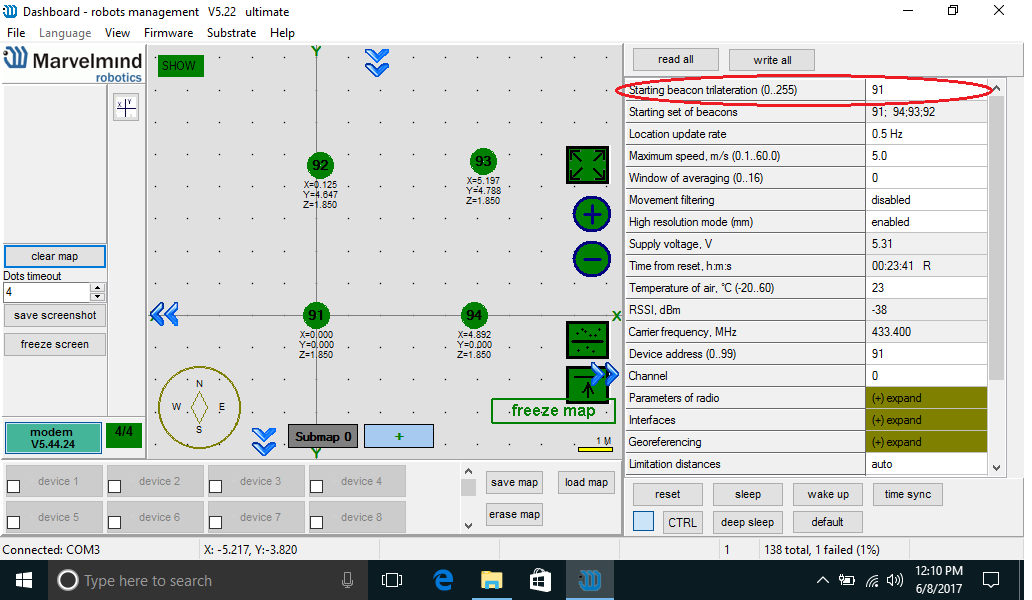 Dashboard - robots management V5.22 ultimate
File Language View Firmware Substrate Help
Marvelmind
robotics
X Y
clear map
Dots timeout
4
save screenshot
freeze screen
modem
V5.44.24
4/4
SHOW
Y
92
X=0.125
Y=4.647
Z=1.850
93
X=5.197
Y=4.788
Z=1.850
91
X=0.000
Y=0.000
Z=1.850
94
X=4.892
Y=0.000
Z=1.850
X
N
W E
S
freeze map
Submap 0
+
Y
1 M
read all write all
Starting beacon trilateration (0..255) 91
Starting set of beacons 91; 94;93;92
Location update rate 0.5 Hz
Maximum speed, m/s (0.1..60.0) 5.0
Window of averaging (0..16) 0
Movement filtering disabled
High resolution mode (mm) enabled
Supply voltage, V 5.31
Time from reset, h:m:s 00:23:41 R
Temperature of air, °C (-20..60) 23
RSSI, dBm -38
Carrier frequency, MHz 433.400
Device address (0..99) 91
Channel 0
Parameters of radio (+) expand
Interfaces (+) expand
Georeferencing (+) expand
Limitation distances auto
device 1 device 2 device 3 device 4
device 5 device 6 device 7 device 8
save map load map
erase map
reset sleep wake up time sync
CTRL deep sleep default
Connected: COM3 X: -5.217, Y:-3.820 1 138 total, 1 failed (1%)
Type here to search
12:10 PM
6/8/2017